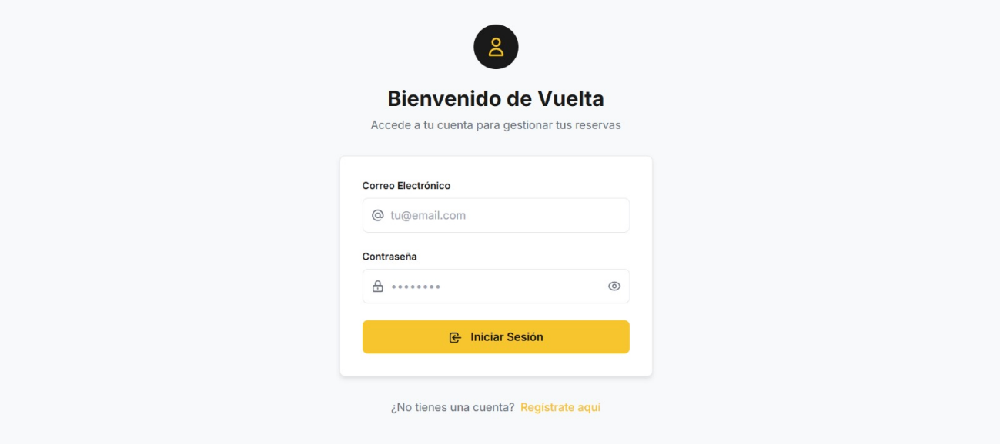 Bienvenido de Vuelta
Accede a tu cuenta para gestionar tus reservas
Correo Electrónico
tu@email.com
Contraseña
••••••••
Iniciar Sesión
¿No tienes una cuenta? Regístrate aquí